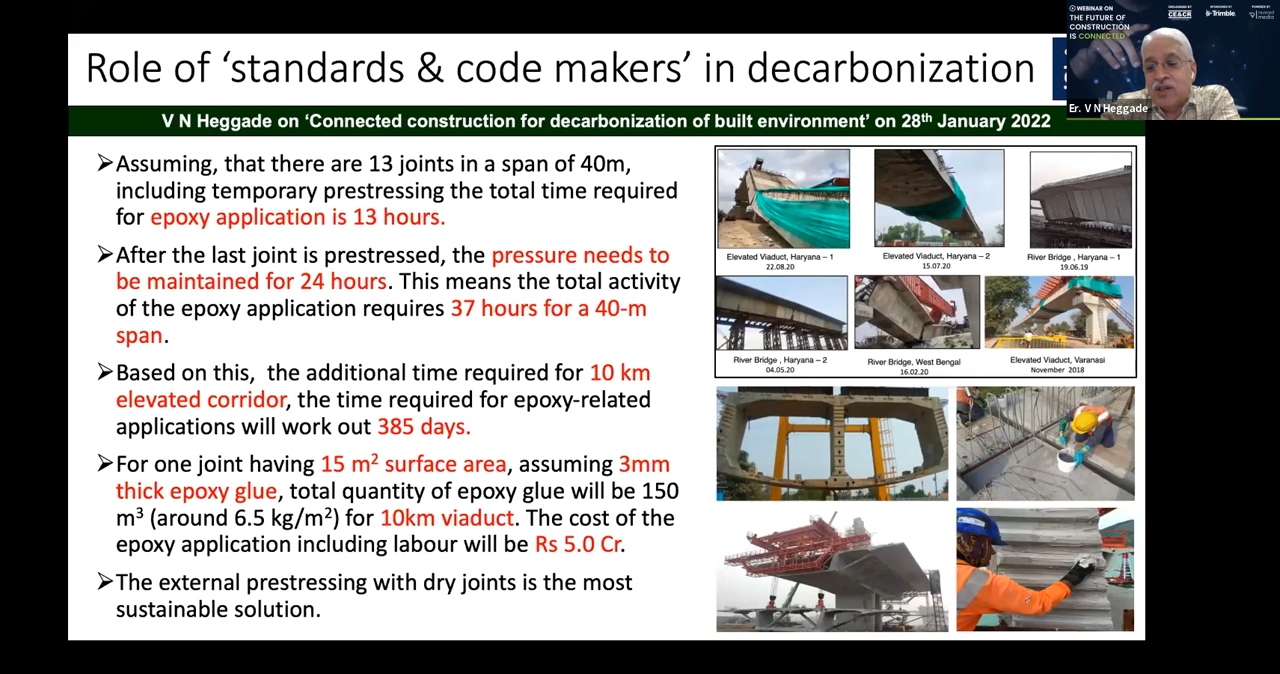 WEBINAR ON
THE FUTURE OF
CONSTRUCTION
IS CONNECTED
ORGANISED BY
CE&CR
SPONSORED BY
Trimble.
POWERED BY
Er. V N Heggade
Role of ‘standards & code makers’ in decarbonization
V N Heggade on ‘Connected construction for decarbonization of built environment’ on 28th January 2022
➢Assuming, that there are 13 joints in a span of 40m,
including temporary prestressing the total time required
for epoxy application is 13 hours.
➢After the last joint is prestressed, the pressure needs to
be maintained for 24 hours. This means the total activity
of the epoxy application requires 37 hours for a 40-m
span.
➢Based on this, the additional time required for 10 km
elevated corridor, the time required for epoxy-related
applications will work out 385 days.
➢For one joint having 15 m² surface area, assuming 3mm
thick epoxy glue, total quantity of epoxy glue will be 150
m³ (around 6.5 kg/m²) for 10km viaduct. The cost of the
epoxy application including labour will be Rs 5.0 Cr.
➢The external prestressing with dry joints is the most
sustainable solution.
Elevated Viaduct, Haryana – 1
22.08.20
Elevated Viaduct, Haryana – 2
15.07.20
River Bridge, Haryana – 1
19.06.19
River Bridge , Haryana – 2
04.05.20
River Bridge, West Bengal
16.02.20
Elevated Viaduct, Varanasi
November 2018